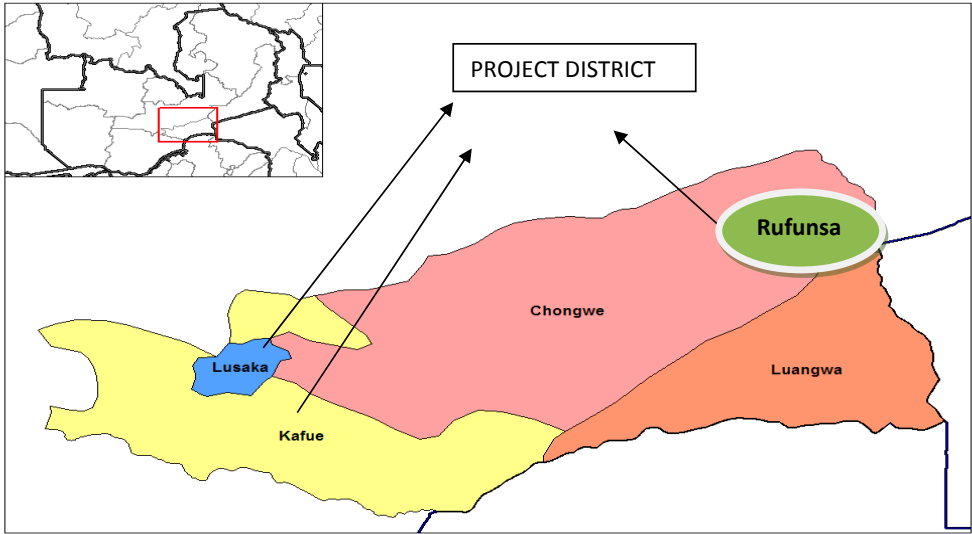 PROJECT DISTRICT
Rufunsa
Chongwe
Lusaka
Luangwa
Kafue